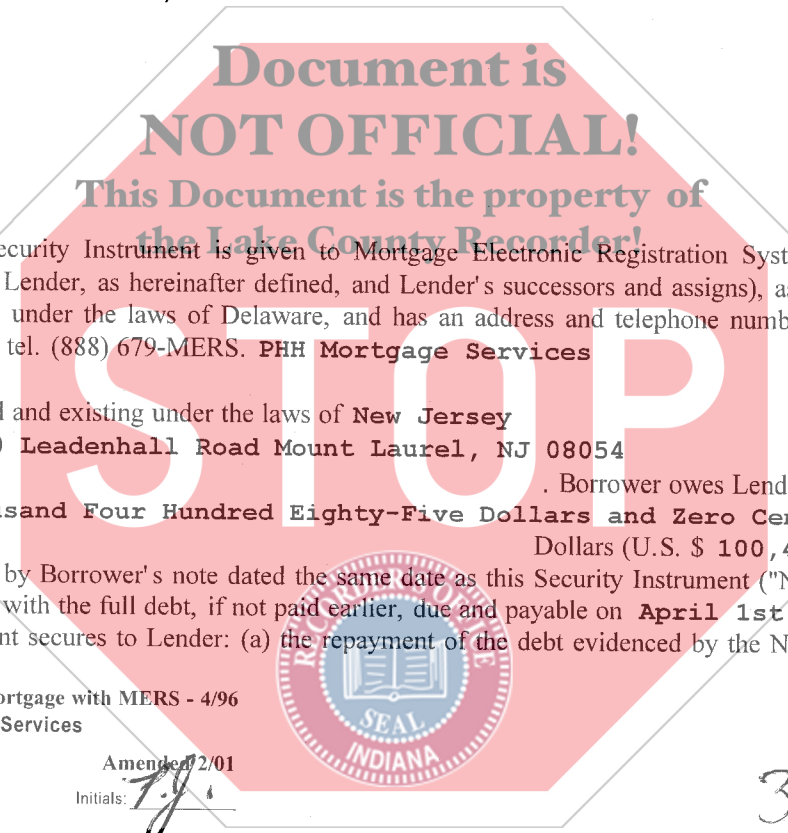 Document is
NOT OFFICIAL!
This Document is the property of
the Lake County Recorder!
ecurity Instrument is given to Mortgage Electronic Registration Syst
Lender, as hereinafter defined, and Lender's successors and assigns), a
under the laws of Delaware, and has an address and telephone numb
tel. (888) 679-MERS. PHH Mortgage Services
d and existing under the laws of New Jersey
0 Leadenhall Road Mount Laurel, NJ 08054
. Borrower owes Lend
usand Four Hundred Eighty-Five Dollars and Zero Cen
Dollars (U.S. $ 100,4
by Borrower's note dated the same date as this Security Instrument ("N
with the full debt, if not paid earlier, due and payable on April 1st
nt secures to Lender: (a) the repayment of the debt evidenced by the N
STOP
RECORDER'S OFFICE
SEAL
INDIANA
ortgage with MERS - 4/96
Services
Amended 2/01
Initials: P.J.
3